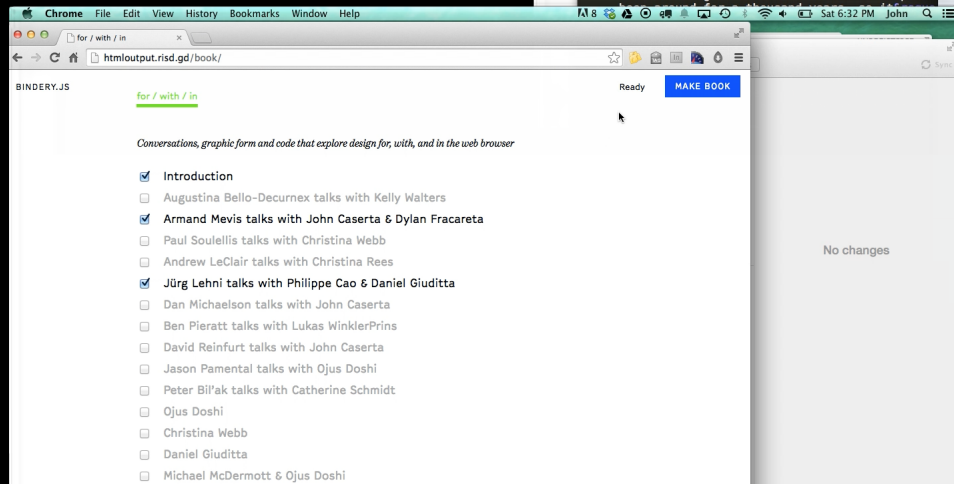 Chrome File Edit View History Bookmarks Window Help
8 Sat 6:32 PM John
for / with / in
htmloutput.risd.gd/book/
Sync
BINDERY.JS
for / with / in
Ready
MAKE BOOK
Conversations, graphic form and code that explore design for, with, and in the web browser
Introduction
Augustina Bello-Decurnex talks with Kelly Walters
Armand Mevis talks with John Caserta & Dylan Fracareta
Paul Soulellis talks with Christina Webb
Andrew LeClair talks with Christina Rees
Jürg Lehni talks with Philippe Cao & Daniel Giuditta
Dan Michaelson talks with John Caserta
Ben Pieratt talks with Lukas WinklerPrins
David Reinfurt talks with John Caserta
Jason Pamental talks with Ojus Doshi
Peter Bil'ak talks with Catherine Schmidt
Ojus Doshi
Christina Webb
Daniel Giuditta
Michael McDermott & Ojus Doshi
No changes